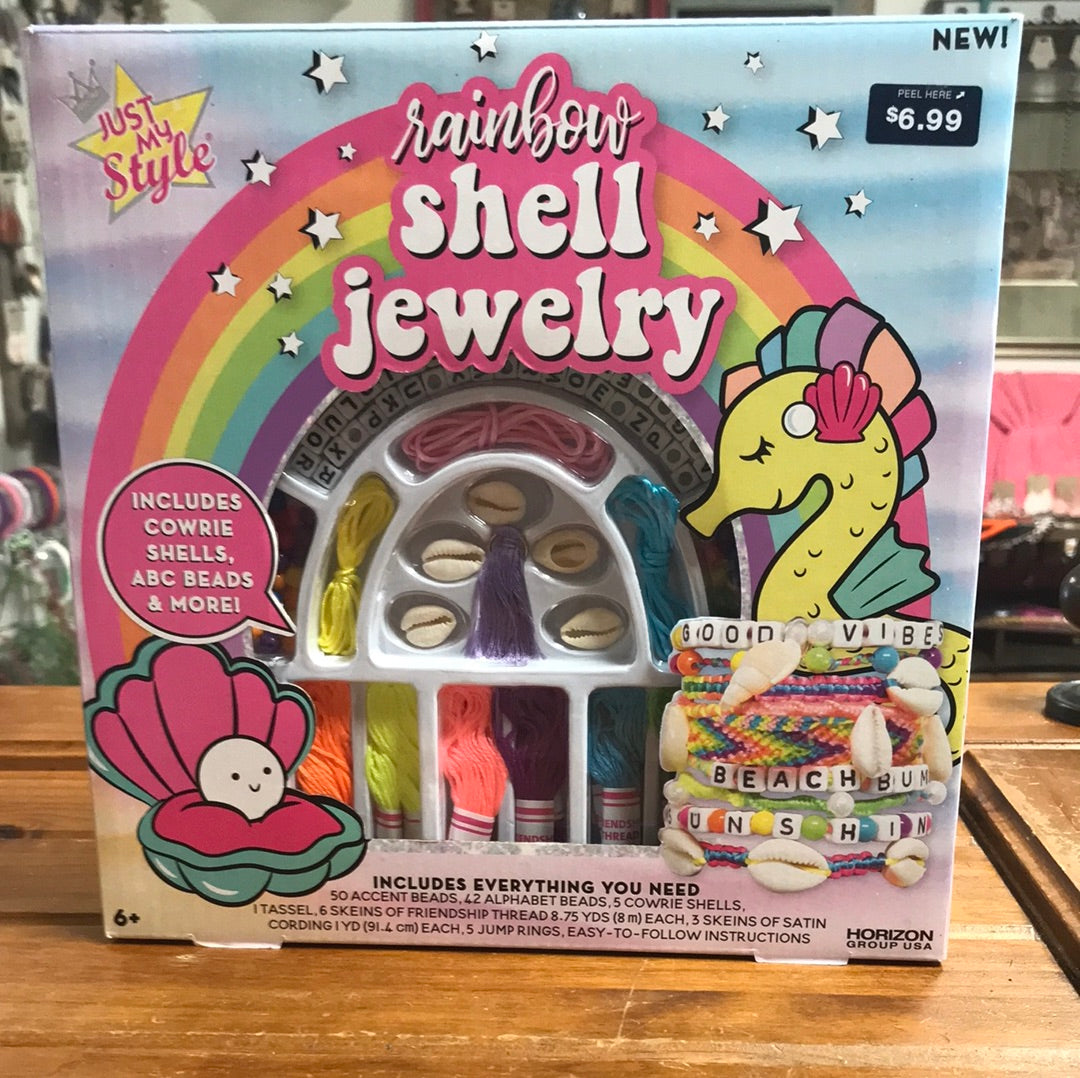 NEW!
PEEL HERE ↗
$6.99
JUST
MY
Style
rainbow
shell
jewelry
INCLUDES
COWRIE
SHELLS,
ABC BEADS
& MORE!
GOOD VIBES
BEACH BUM
SUNSHIN
INCLUDES EVERYTHING YOU NEED
50 ACCENT BEADS, 42 ALPHABET BEADS, 5 COWRIE SHELLS,
1 TASSEL, 6 SKEINS OF FRIENDSHIP THREAD 8.75 YDS (8 m) EACH, 3 SKEINS OF SATIN
CORDING 1 YD (91.4 cm) EACH, 5 JUMP RINGS, EASY-TO-FOLLOW INSTRUCTIONS
6+
HORIZON
GROUP USA